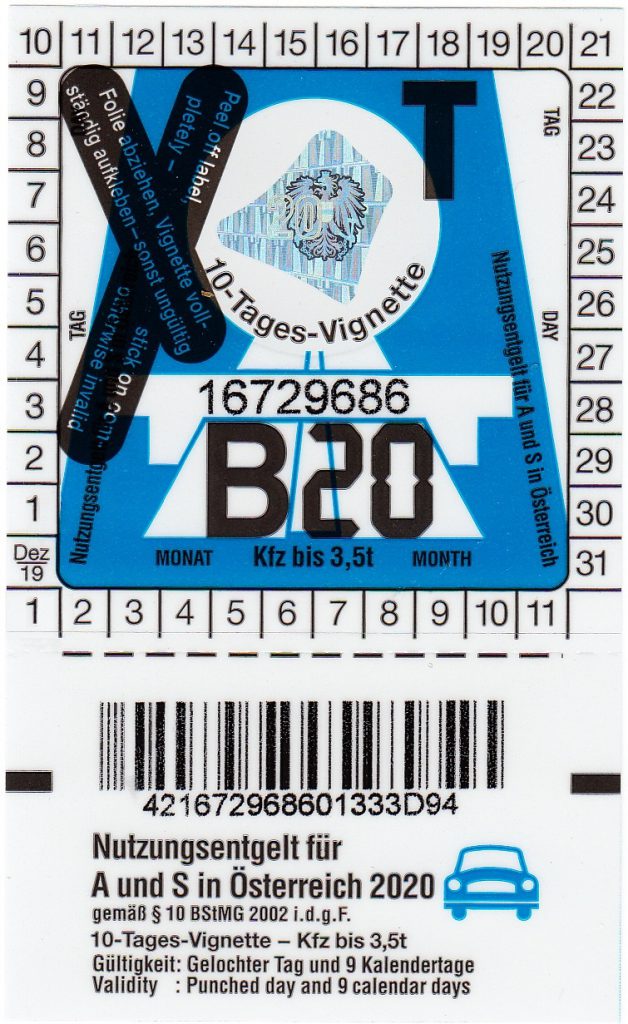 10 11 12 13 14 15 16 17 18 19 20 21
9 22
8 23
7 24
6 25
5 26
4 27
3 28
2 29
1 30
Dez
19
31
1 2 3 4 5 6 7 8 9 10 11
T
TAG
DAY
TAG
Peel off label
pletely –
stick on com-
otherwise invalid
Folie abziehen, Vignette voll-
ständig aufkleben – sonst ungültig
20
10-Tages-Vignette
Nutzungsentgelt für A und S in Österreich
Nutzungsentg
16729686
B20
MONAT Kfz bis 3,5t MONTH
421672968601333D94
Nutzungsentgelt für
A und S in Österreich 2020
gemäß § 10 BStMG 2002 i.d.g.F.
10-Tages-Vignette – Kfz bis 3,5t
Gültigkeit: Gelochter Tag und 9 Kalendertage
Validity : Punched day and 9 calendar days